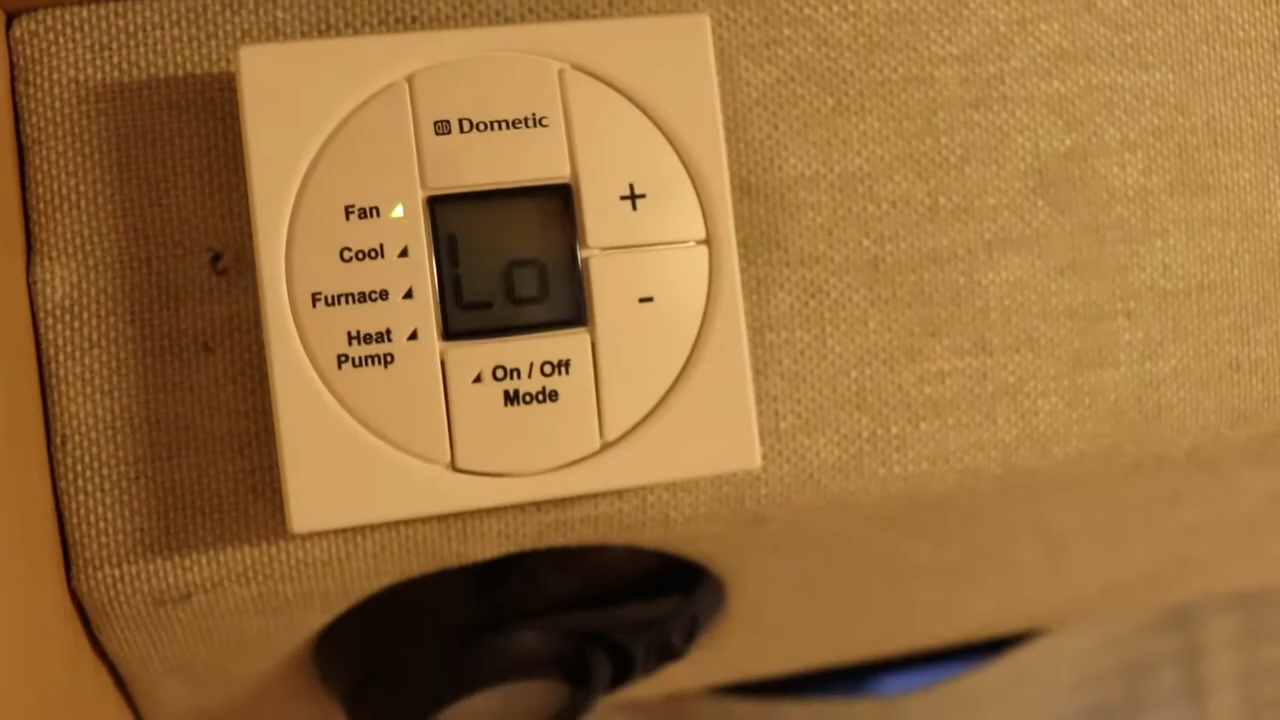 Dometic
Fan
Cool
Furnace
Heat
Pump
Lo
+
-
On / Off
Mode